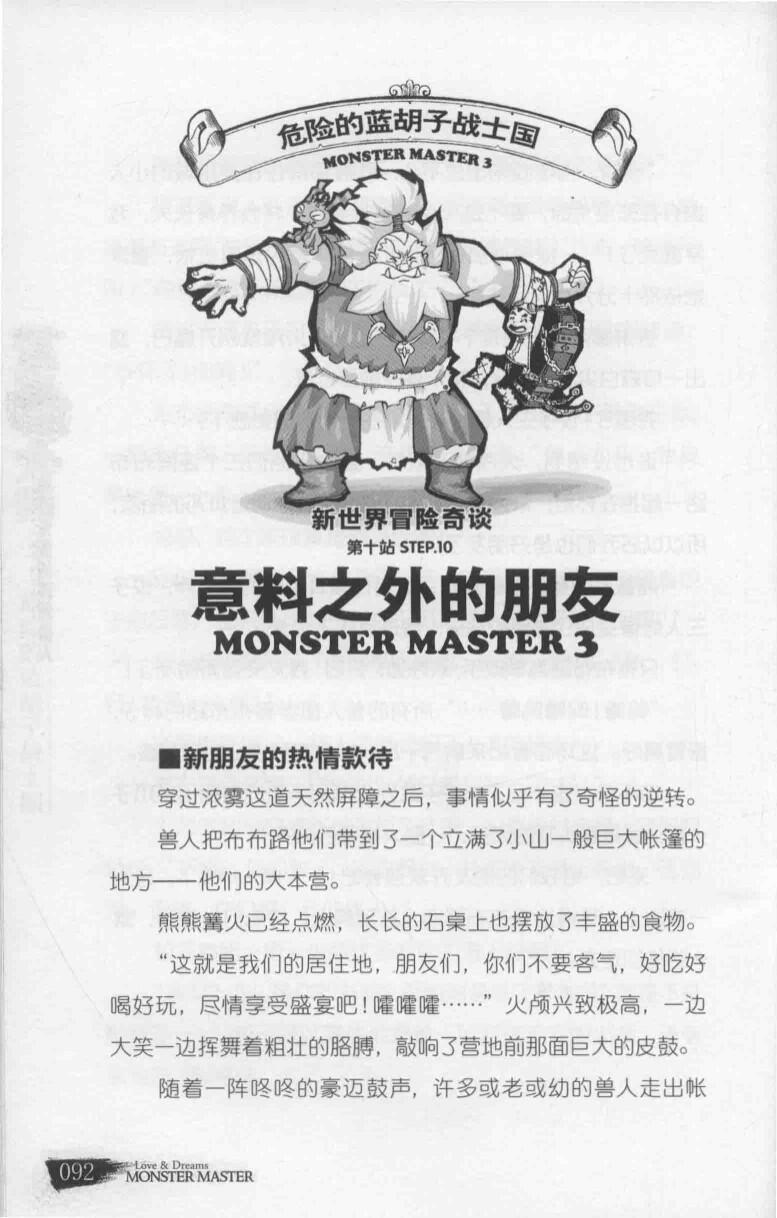 危险的蓝胡子战士国
MONSTER MASTER 3
新世界冒险奇谈
第十站 STEP.10
意料之外的朋友
MONSTER MASTER 3
■新朋友的热情款待
穿过浓雾这道天然屏障之后，事情似乎有了奇怪的逆转。
兽人把布布路他们带到了一个立满了小山一般巨大帐篷的
地方——他们的大本营。
熊熊篝火已经点燃，长长的石桌上也摆放了丰盛的食物。
“这就是我们的居住地，朋友们，你们不要客气，好吃好
喝好玩，尽情享受盛宴吧！嚯嚯嚯……”火颅兴致极高，一边
大笑一边挥舞着粗壮的胳膊，敲响了营地前那面巨大的皮鼓。
随着一阵咚咚的豪迈鼓声，许多或老或幼的兽人走出帐
092
Love & Dreams
MONSTER MASTER